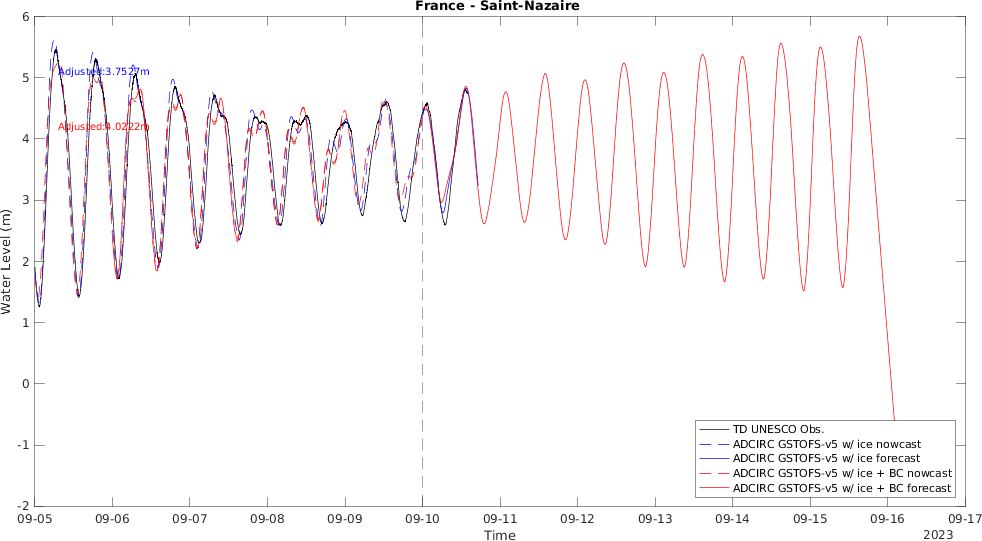 France - Saint-Nazaire
6
5
4
3
2
1
0
-1
-2
Water Level (m)
Adjusted:3.7527m
Adjusted:4.0222m
TD UNESCO Obs.
ADCIRC GSTOFS-v5 w/ ice nowcast
ADCIRC GSTOFS-v5 w/ ice forecast
ADCIRC GSTOFS-v5 w/ ice + BC nowcast
ADCIRC GSTOFS-v5 w/ ice + BC forecast
09-05 09-06 09-07 09-08 09-09 09-10 09-11 09-12 09-13 09-14 09-15 09-16 09-17
Time
2023